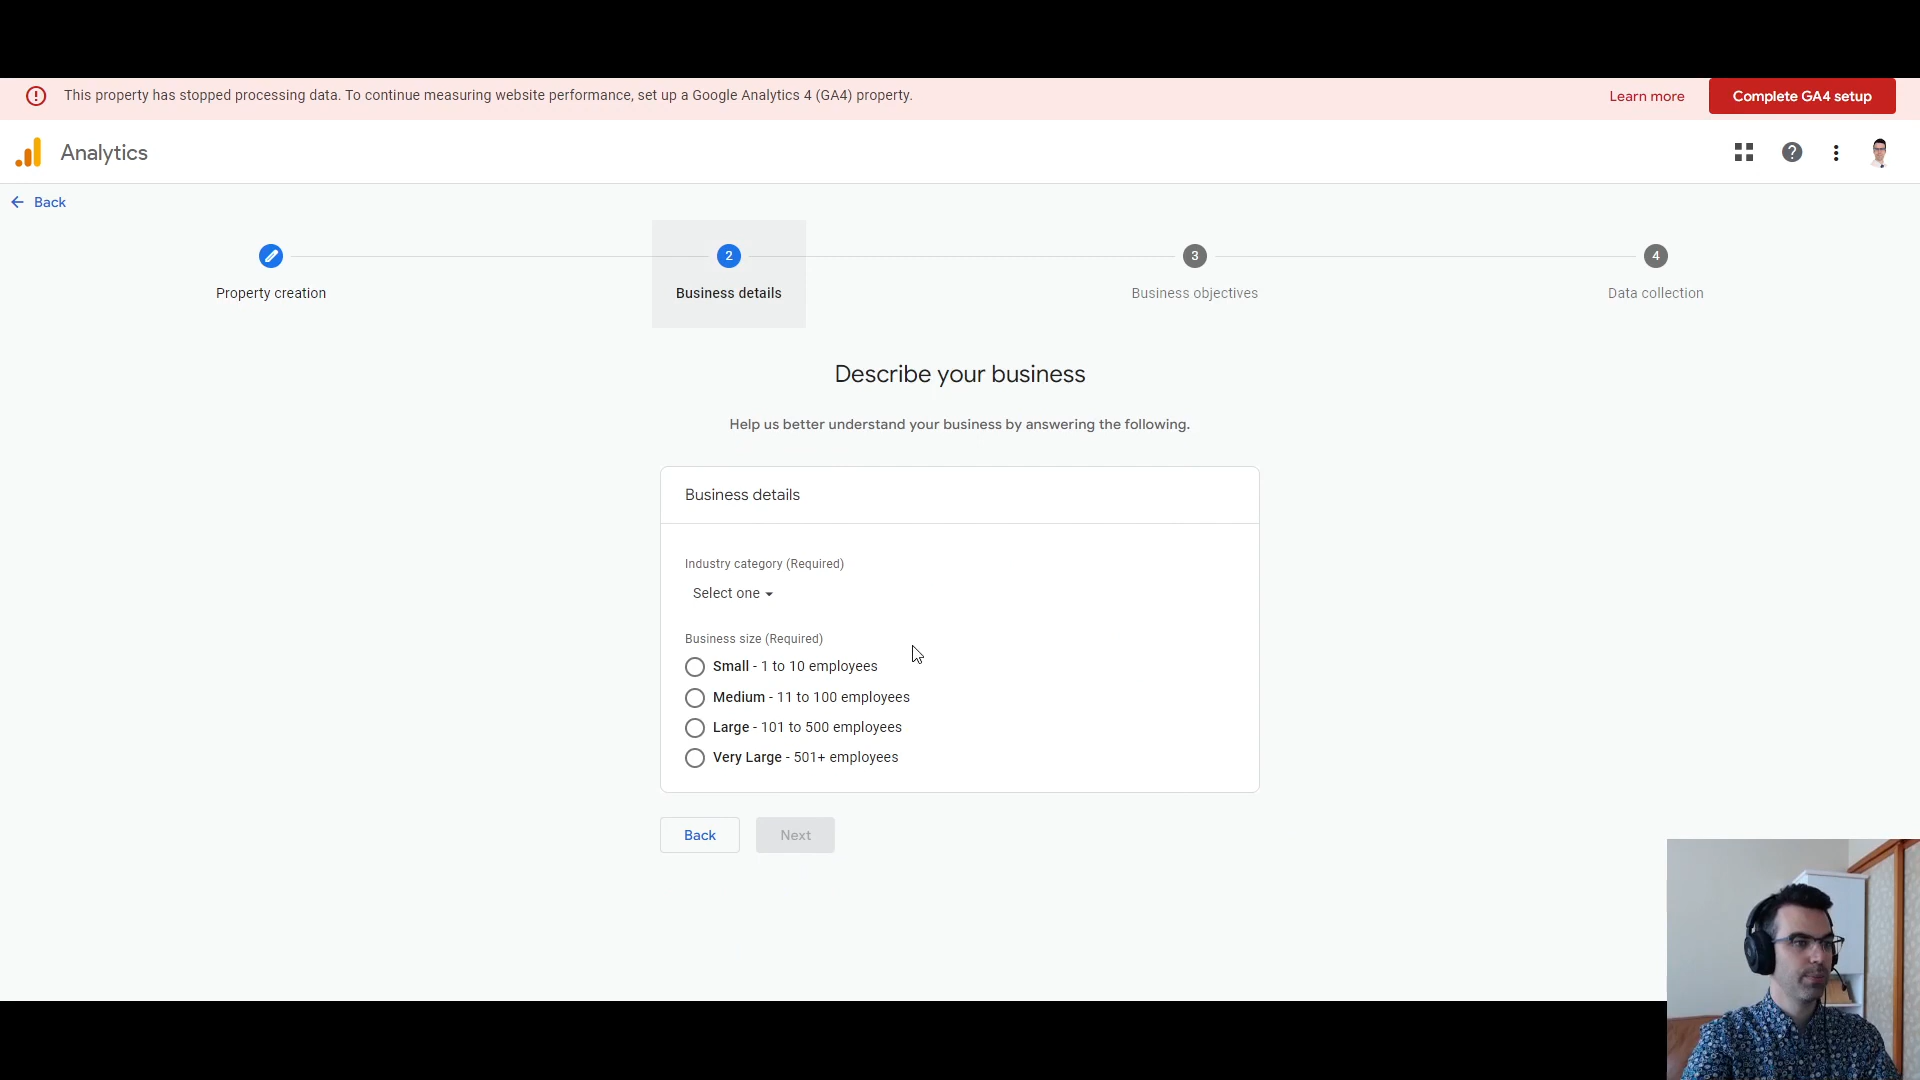 This property has stopped processing data. To continue measuring website performance, set up a Google Analytics 4 (GA4) property.
Learn more
Complete GA4 setup
Analytics
Back
2
3
4
Property creation
Business details
Business objectives
Data collection
Describe your business
Help us better understand your business by answering the following.
Business details
Industry category (Required)
Select one
Business size (Required)
Small - 1 to 10 employees
Medium - 11 to 100 employees
Large - 101 to 500 employees
Very Large - 501+ employees
Back
Next